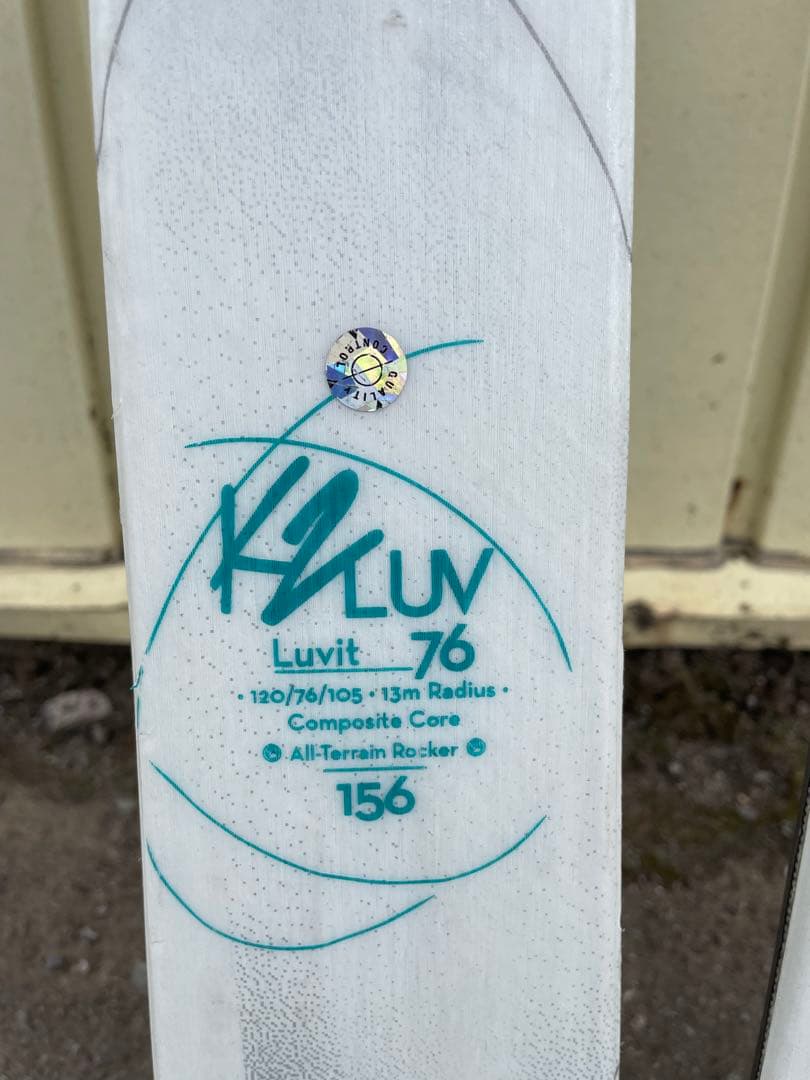 QUALITY CONTROL
K2 LUV
Luvit 76
• 120/76/105 • 13m Radius •
Composite Core
All-Terrain Rocker
156